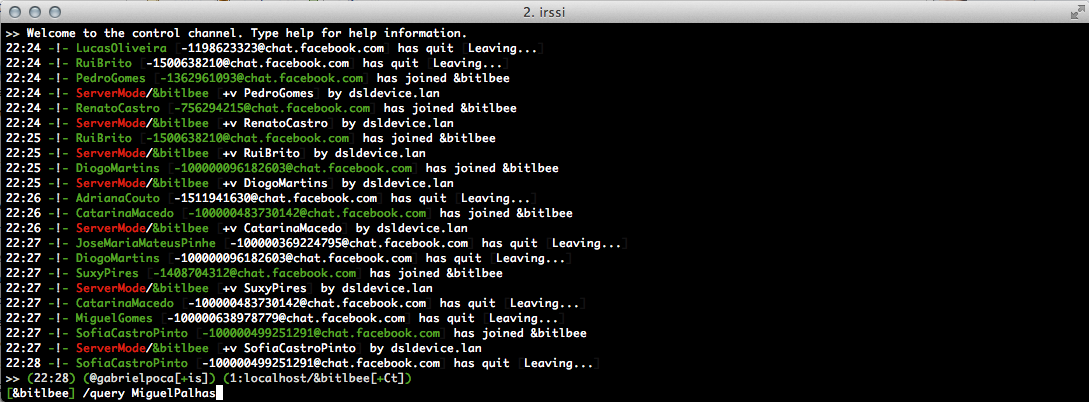 2. irssi
>> Welcome to the control channel. Type help for help information.
22:24 -!- LucasOliveira [-1198623323@chat.facebook.com] has quit [Leaving...]
22:24 -!- RuiBrito [-1500638210@chat.facebook.com] has quit [Leaving...]
22:24 -!- PedroGomes [-1362961093@chat.facebook.com] has joined &bitlbee
22:24 -!- ServerMode/&bitlbee [+v PedroGomes] by dsldevice.lan
22:24 -!- RenatoCastro [-756294215@chat.facebook.com] has joined &bitlbee
22:24 -!- ServerMode/&bitlbee [+v RenatoCastro] by dsldevice.lan
22:25 -!- RuiBrito [-1500638210@chat.facebook.com] has joined &bitlbee
22:25 -!- ServerMode/&bitlbee [+v RuiBrito] by dsldevice.lan
22:25 -!- DiogoMartins [-100000096182603@chat.facebook.com] has joined &bitlbee
22:25 -!- ServerMode/&bitlbee [+v DiogoMartins] by dsldevice.lan
22:26 -!- AdrianaCouto [-1511941630@chat.facebook.com] has quit [Leaving...]
22:26 -!- CatarinaMacedo [-100000483730142@chat.facebook.com] has joined &bitlbee
22:26 -!- ServerMode/&bitlbee [+v CatarinaMacedo] by dsldevice.lan
22:27 -!- JoseMariaMateusPinhe [-100000369224795@chat.facebook.com] has quit [Leaving...]
22:27 -!- DiogoMartins [-100000096182603@chat.facebook.com] has quit [Leaving...]
22:27 -!- SuxyPires [-1408704312@chat.facebook.com] has joined &bitlbee
22:27 -!- ServerMode/&bitlbee [+v SuxyPires] by dsldevice.lan
22:27 -!- CatarinaMacedo [-100000483730142@chat.facebook.com] has quit [Leaving...]
22:27 -!- MiguelGomes [-100000638978779@chat.facebook.com] has quit [Leaving...]
22:27 -!- SofiaCastroPinto [-100000499251291@chat.facebook.com] has joined &bitlbee
22:27 -!- ServerMode/&bitlbee [+v SofiaCastroPinto] by dsldevice.lan
22:28 -!- SofiaCastroPinto [-100000499251291@chat.facebook.com] has quit [Leaving...]
>> (22:28) (@gabrielpoca[+is]) (1:localhost/&bitlbee[+Ct])
[&bitlbee] /query MiguelPalhas